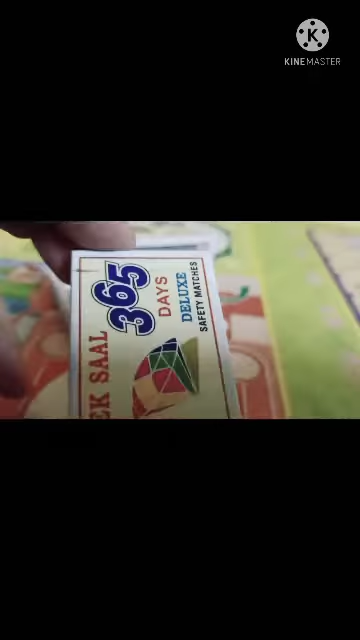 KINEMASTER
EK SAAL
365
DAYS
DELUXE
SAFETY MATCHES